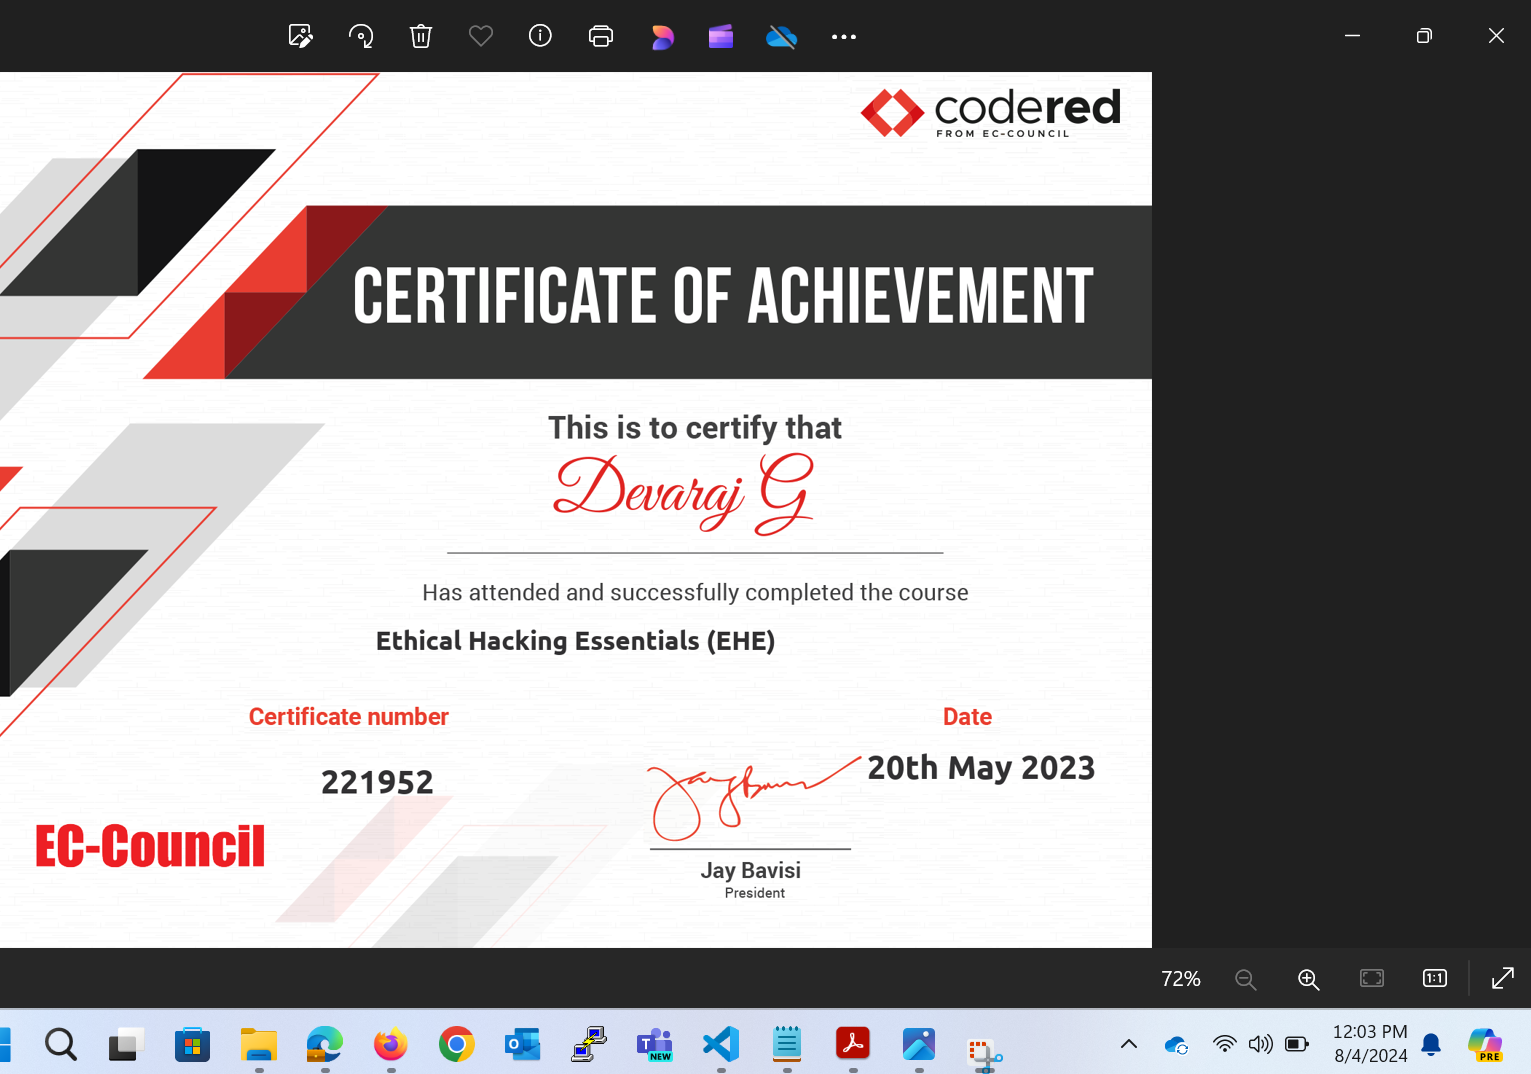 codered
FROM EC-COUNCIL
CERTIFICATE OF ACHIEVEMENT
This is to certify that
Devaraj G
Has attended and successfully completed the course
Ethical Hacking Essentials (EHE)
Certificate number
Date
221952
20th May 2023
EC-Council
Jay Bavisi
President
72%
1:1
NEW
12:03 PM
8/4/2024
PRE